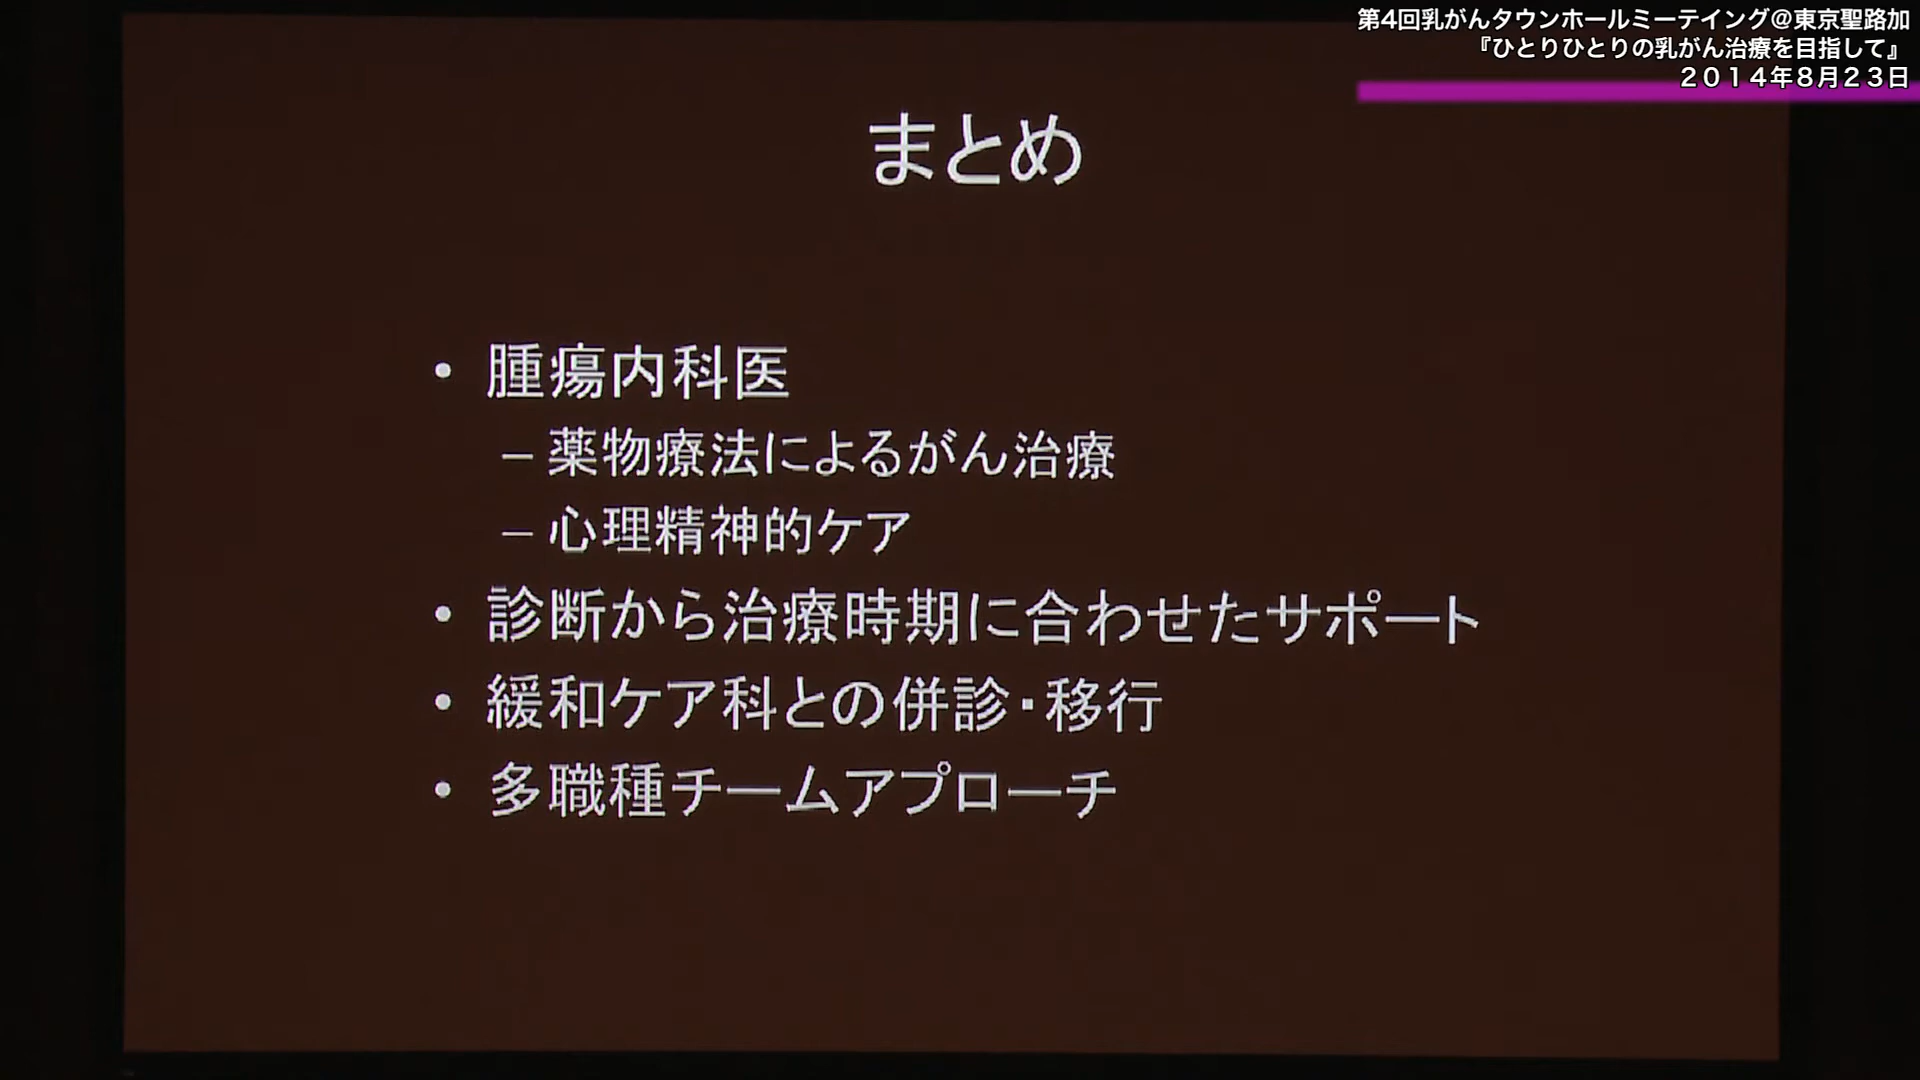 第4回乳がんタウンホールミーテイング@東京聖路加
『ひとりひとりの乳がん治療を目指して』
２０１４年８月２３日
まとめ
• 腫瘍内科医
– 薬物療法によるがん治療
– 心理精神的ケア
• 診断から治療時期に合わせたサポート
• 緩和ケア科との併診・移行
• 多職種チームアプローチ